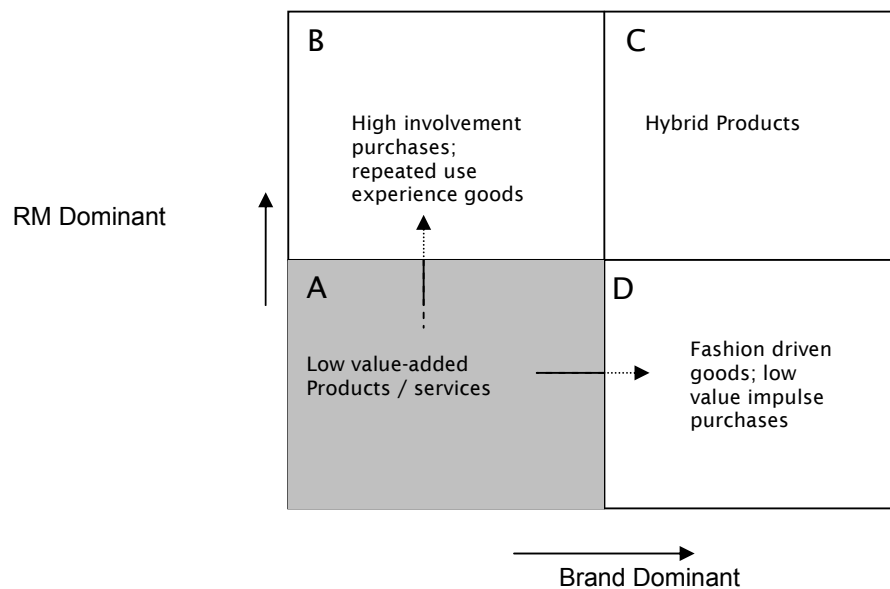 B
High involvement
purchases;
repeated use
experience goods
C
Hybrid Products
RM Dominant
A
Low value-added
Products / services
D
Fashion driven
goods; low
value impulse
purchases
Brand Dominant